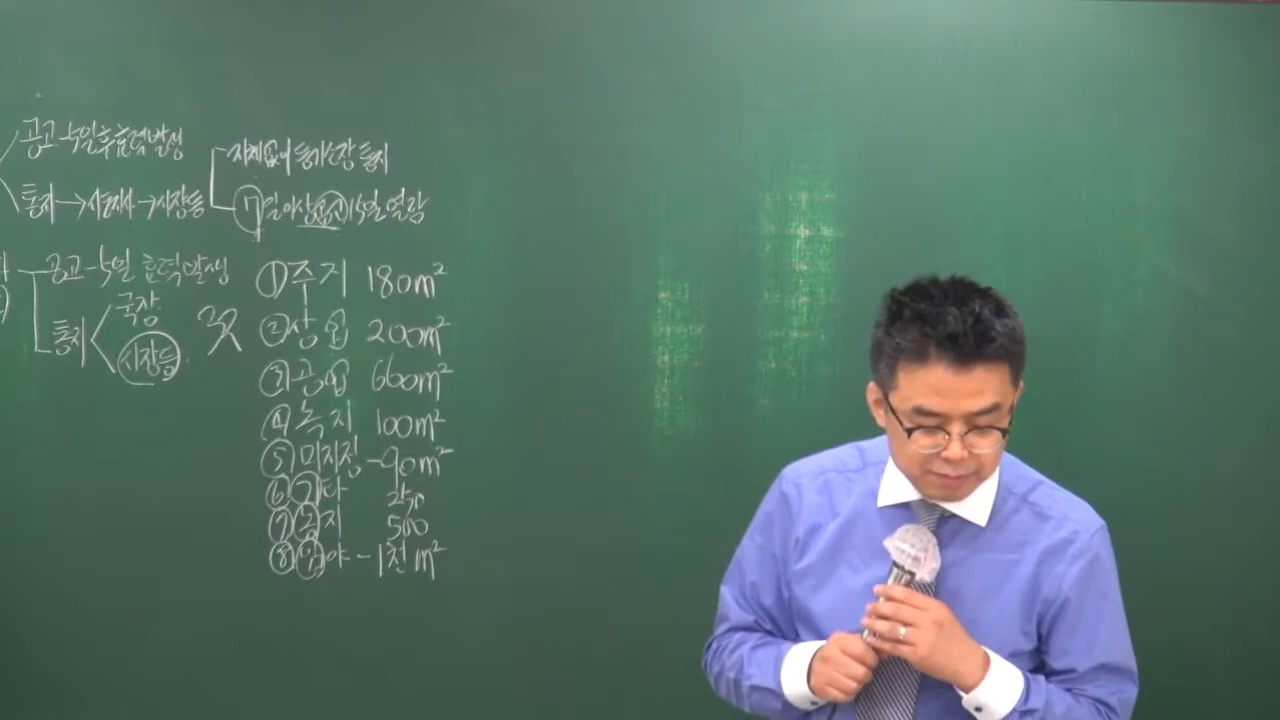 공고-5일후 효력발생
통지→시·도지사→시장등
지체없이 등기소장 통지
7일이상 공고 15일 열람
공고-5일 효력발생
통지 국장
시장등
① 주거 180m²
② 상업 200m²
③ 공업 660m²
④ 녹지 100m²
⑤ 미지정-90m²
⑥ 기타 250
⑦ 농지 500
⑧ 임야-1천m²